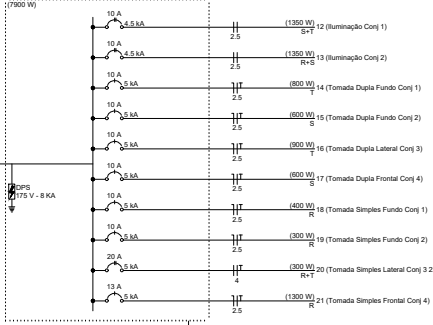 (7900 W)
10 A
4.5 kA
2.5
(1350 W)
S+T
12 (Iluminação Conj 1)
10 A
4.5 kA
2.5
(1350 W)
R+S
13 (Iluminação Conj 2)
10 A
5 kA
2.5
(800 W)
T
14 (Tomada Dupla Fundo Conj 1)
10 A
5 kA
2.5
(600 W)
S
15 (Tomada Dupla Fundo Conj 2)
10 A
5 kA
2.5
(900 W)
T
16 (Tomada Dupla Lateral Conj 3)
10 A
5 kA
2.5
(600 W)
S
17 (Tomada Dupla Frontal Conj 4)
DPS
175 V - 8 KA
10 A
5 kA
2.5
(400 W)
R
18 (Tomada Simples Fundo Conj 1)
10 A
5 kA
2.5
(300 W)
R
19 (Tomada Simples Fundo Conj 2)
20 A
5 kA
4
(300 W)
R+T
20 (Tomada Simples Lateral Conj 3 2
13 A
5 kA
2.5
(1300 W)
R
21 (Tomada Simples Frontal Conj 4)